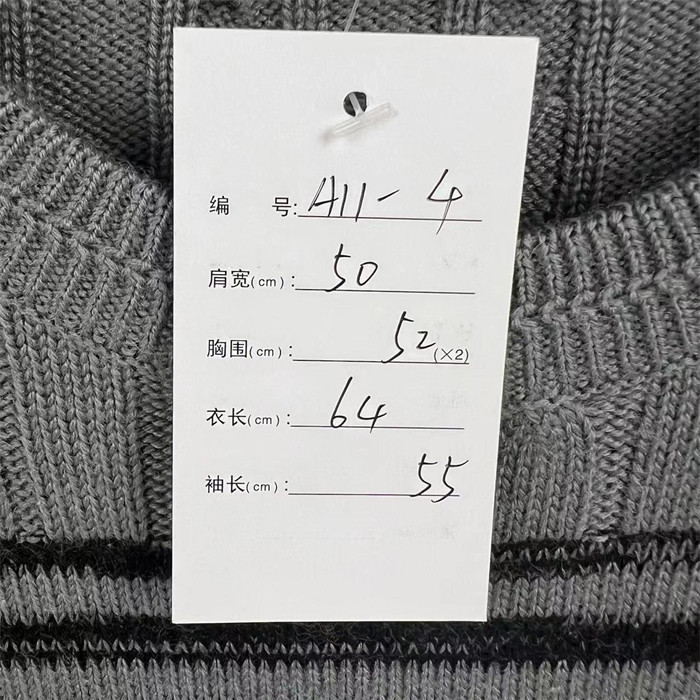 编 号: A11-4
肩宽(cm): 50
胸围(cm): 52(×2)
衣长(cm): 64
袖长(cm): 55